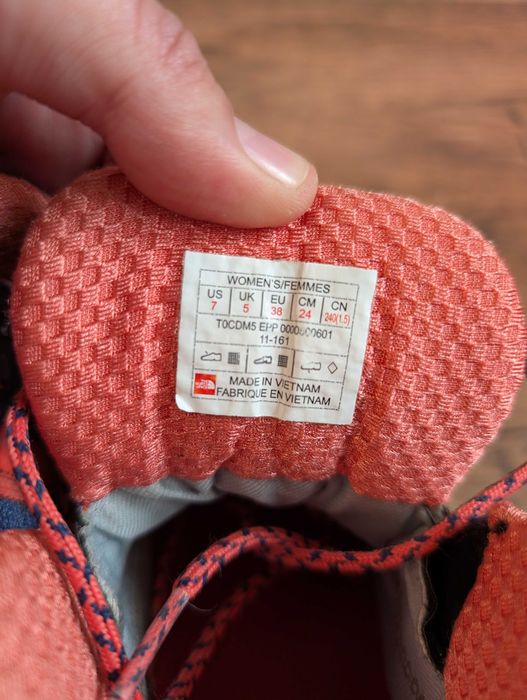 WOMEN'S/FEMMES
US UK EU CM CN
7 5 38 24 240(1.5)
T0CDM5 EPP 0000600601
11-161
MADE IN VIETNAM
FABRIQUE EN VIETNAM